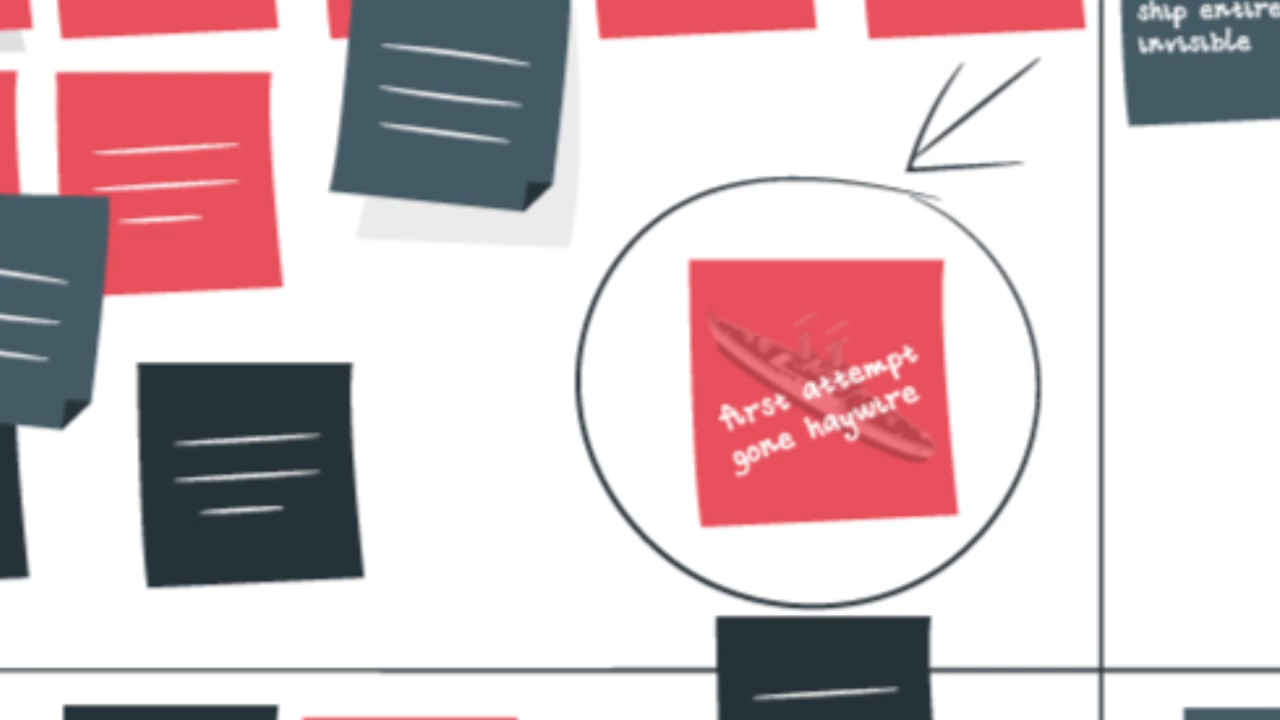 ship entire
invisible
first attempt
gone haywire